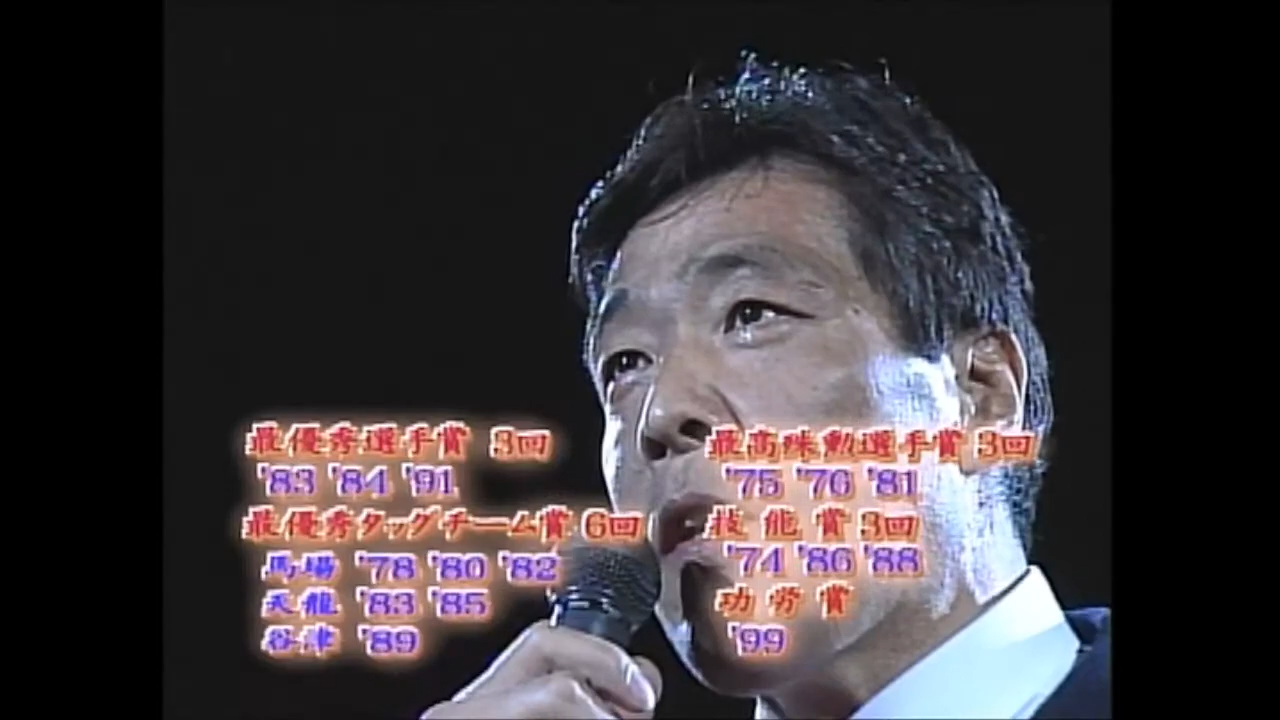 最優秀選手賞 3回
'83 '84 '91
最優秀タッグチーム賞 6回
馬場 '78 '80 '82
天龍 '83 '85
谷津 '89
最高殊勲選手賞 3回
'75 '76 '81
技能賞 3回
'74 '86 '88
功労賞
'99